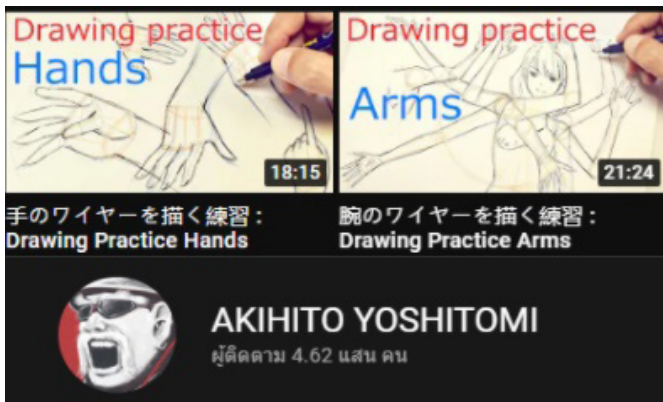 Drawing practice
Hands
18:15
Drawing practice
Arms
21:24
手のワイヤーを描く練習：
Drawing Practice Hands
腕のワイヤーを描く練習：
Drawing Practice Arms
AKIHITO YOSHITOMI
ผู้ติดตาม 4.62 แสน คน